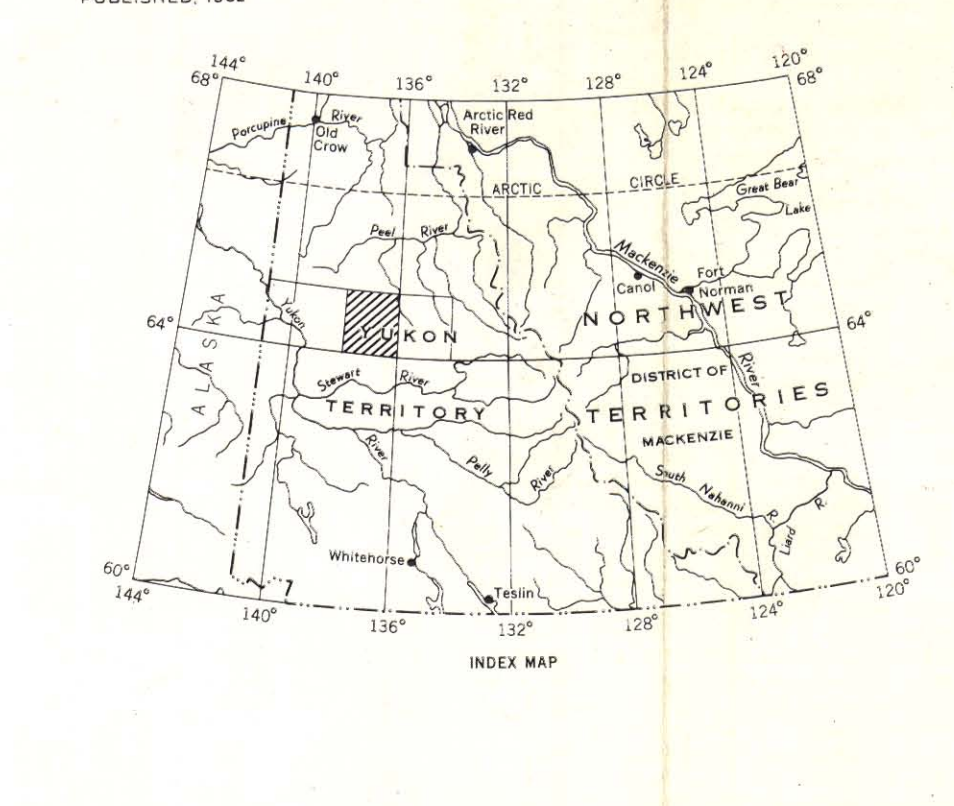 144°
68°
140°
136°
132°
128°
124°
120°
68°
Porcupine River
Old
Crow
Arctic Red
River
ARCTIC CIRCLE
Great Bear
Lake
Peel River
Mackenzie
Fort
Norman
Canol
Yukon
64°
YUKON
NORTHWEST
64°
ALASKA
Stewart River
DISTRICT OF
River
TERRITORY
TERRITORIES
MACKENZIE
River
Pelly River
South Nahanni R.
Liard R.
Whitehorse
Teslin
60°
144°
140°
136°
132°
128°
124°
60°
120°
INDEX MAP